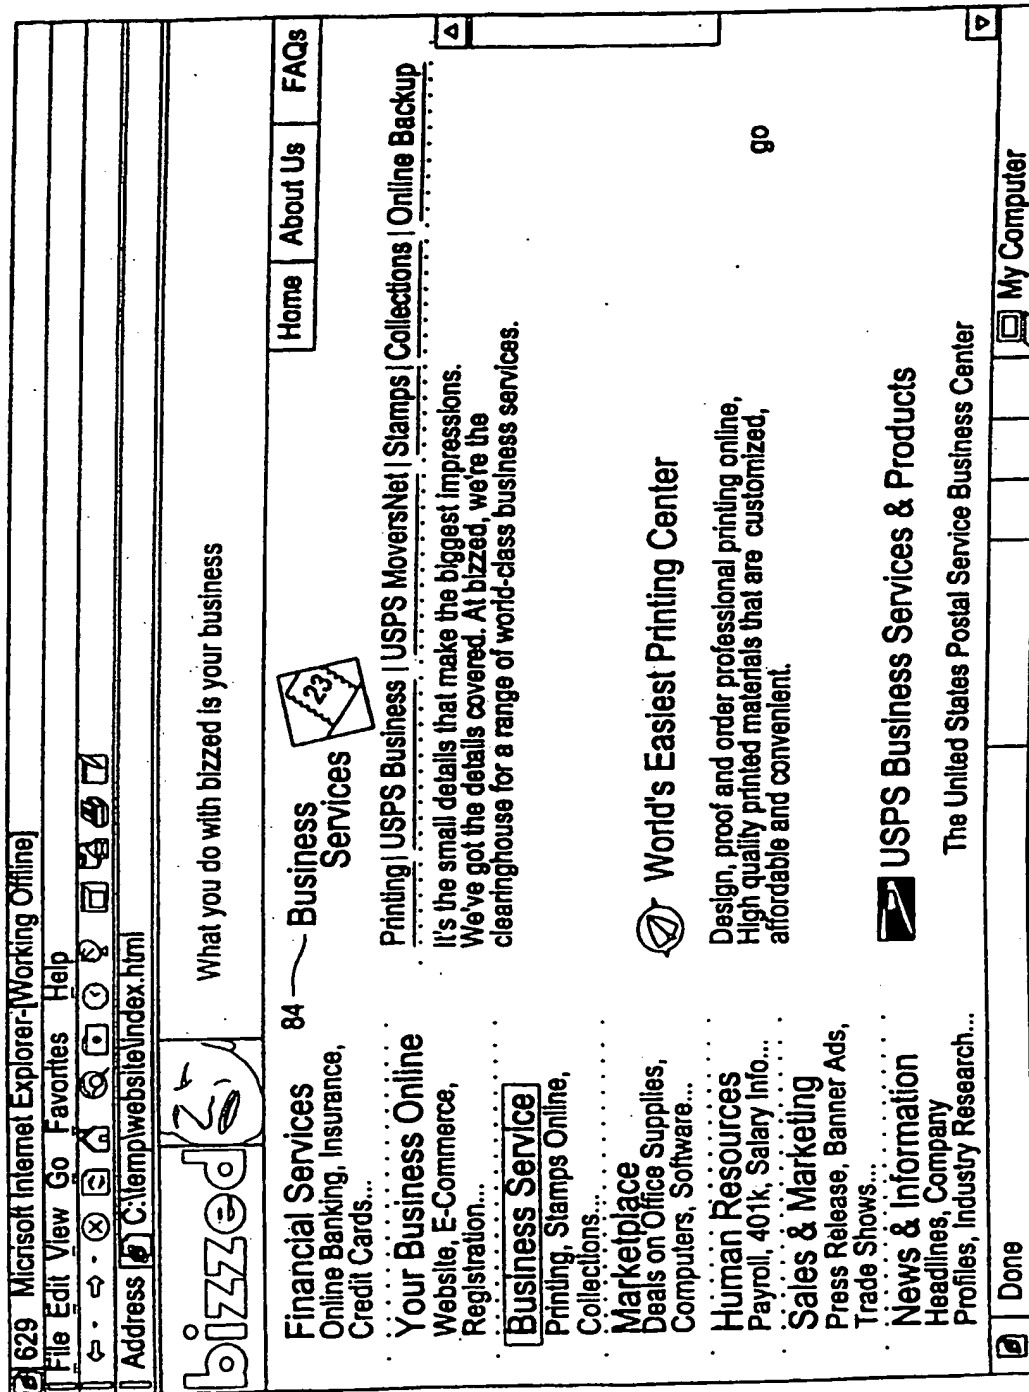 629 Micrisoft Internet Explorer-[Working Offline]
File Edit View Go Favorites Help
Address C:\temp\website\index.html
bizzed
What you do with bizzed is your business
Home About Us FAQs
Financial Services
Online Banking, Insurance,
Credit Cards...
Your Business Online
Website, E-Commerce,
Registration...
Business Service
Printing, Stamps Online,
Collections...
Marketplace
Deals on Office Supplies,
Computers, Software...
Human Resources
Payroll, 401k, Salary Info...
Sales & Marketing
Press Release, Banner Ads,
Trade Shows...
News & Information
Headlines, Company
Profiles, Industry Research...
84 Business
Services
23
Printing | USPS Business | USPS MoversNet | Stamps | Collections | Online Backup
It's the small details that make the biggest impressions.
We've got the details covered. At bizzed, we're the
clearinghouse for a range of world-class business services.
World's Easiest Printing Center
Design, proof and order professional printing online,
High quality printed materials that are customized,
affordable and convenient.
go
USPS Business Services & Products
The United States Postal Service Business Center
Done
My Computer